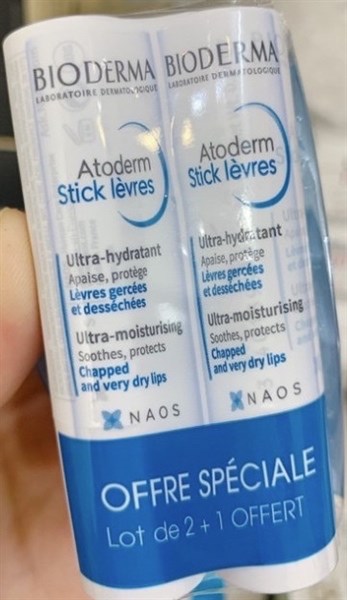 BIODERMA
LABORATOIRE DERMATOLOGIQUE
Atoderm
Stick lèvres
Ultra-hydratant
Apaise, protège
Lèvres gercées
et desséchées
Ultra-moisturising
Soothes, protects
Chapped
and very dry lips
NAOS
BIODERMA
LABORATOIRE DERMATOLOGIQUE
Atoderm
Stick lèvres
Ultra-hydratant
Apaise, protège
Lèvres gercées
et desséchées
Ultra-moisturising
Soothes, protects
Chapped
and very dry lips
NAOS
OFFRE SPÉCIALE
Lot de 2 + 1 OFFERT